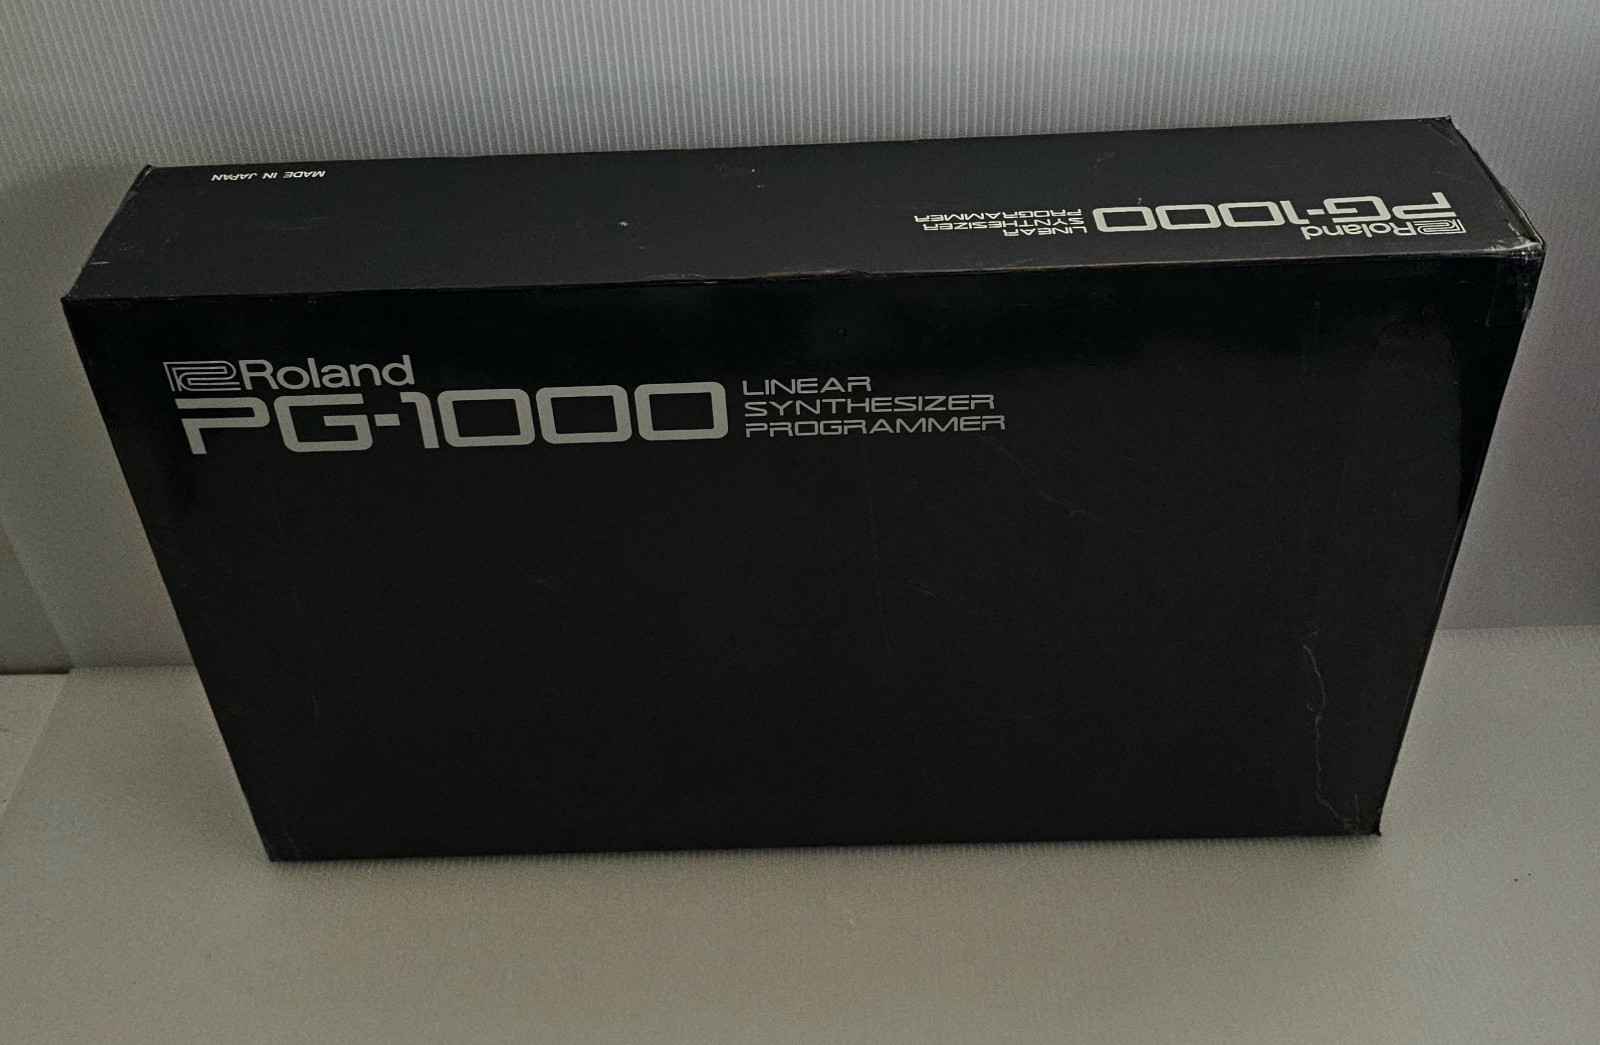 MADE IN JAPAN
Roland
PG-1000
LINEAR
SYNTHESIZER
PROGRAMMER
Roland
PG-1000
LINEAR
SYNTHESIZER
PROGRAMMER